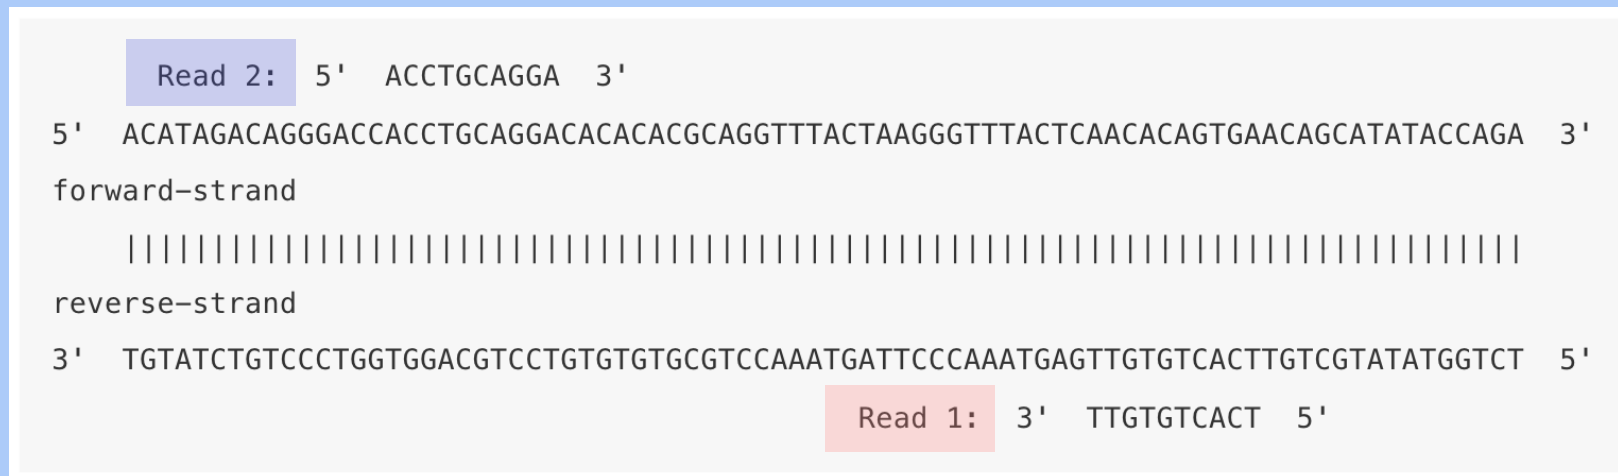 Read 2: 5' ACCTGCAGGA 3'
5' ACATAGACAGGGACCACCTGCAGGACACACACGCAGGTTTACTAAGGGTTTACTCAACACAGTGAACAGCATATACCAGA 3'
forward-strand
||||||||||||||||||||||||||||||||||||||||||||||||||||||||||||||||||||||||||||||||
reverse-strand
3' TGTATCTGTCCCTGGTGGACGTCCTGTGTGTGCGTCCAAATGATTCCCAAATGAGTTGTGTCACTTGTCGTATATGGTCT 5'
Read 1: 3' TTGTGTCACT 5'